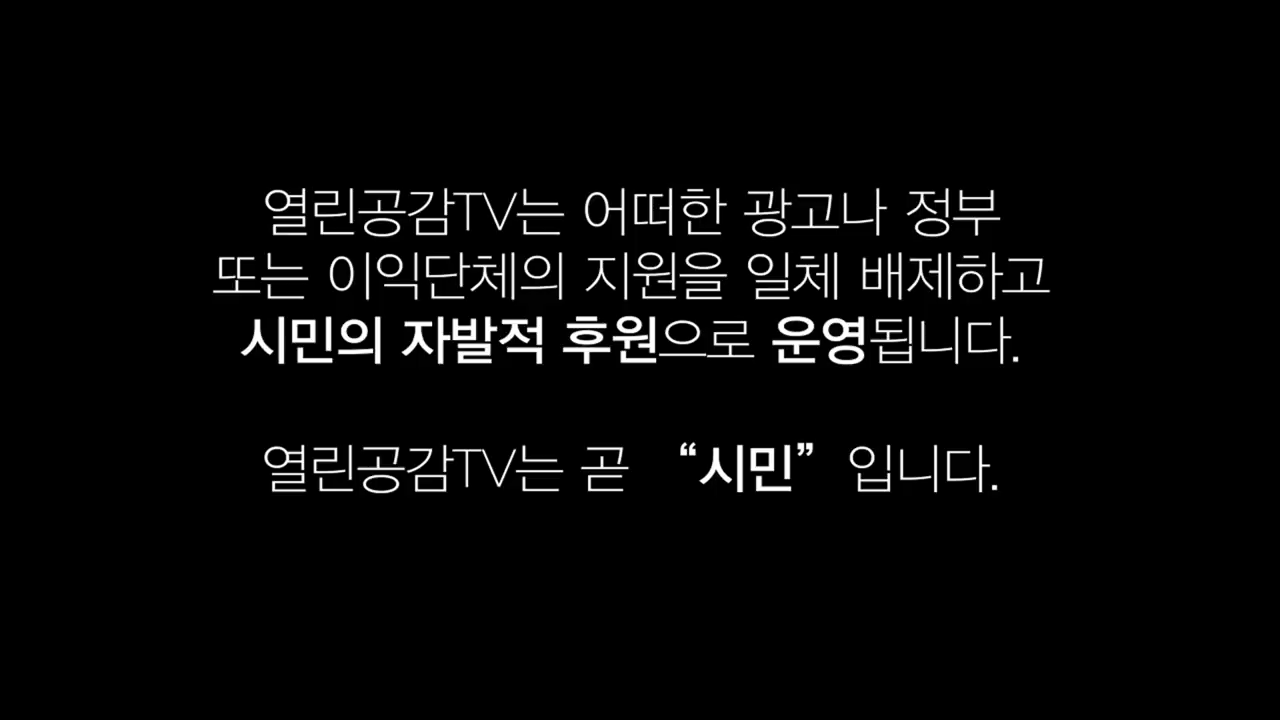 열린공감TV는 어떠한 광고나 정부
또는 이익단체의 지원을 일체 배제하고
시민의 자발적 후원으로 운영됩니다.
열린공감TV는 곧 “시민” 입니다.